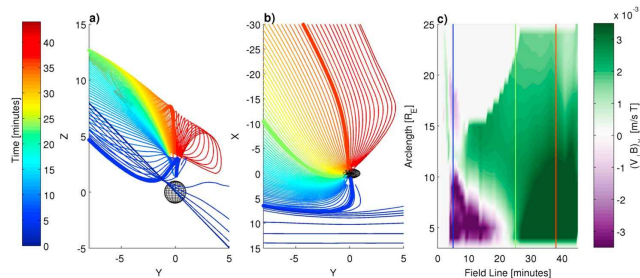 a)
b)
c)
x 10⁻³
Time [minutes]
40
35
30
25
20
15
10
5
0
Z
15
10
5
0
-5
-5 0 5
Y
X
-30
-25
-20
-15
-10
-5
0
5
10
15
-5 0 5
Y
Arclength [R_E]
25
20
15
10
5
0 10 20 30 40
Field Line [minutes]
3
2
1
0
-1
-2
-3
[m/s T]